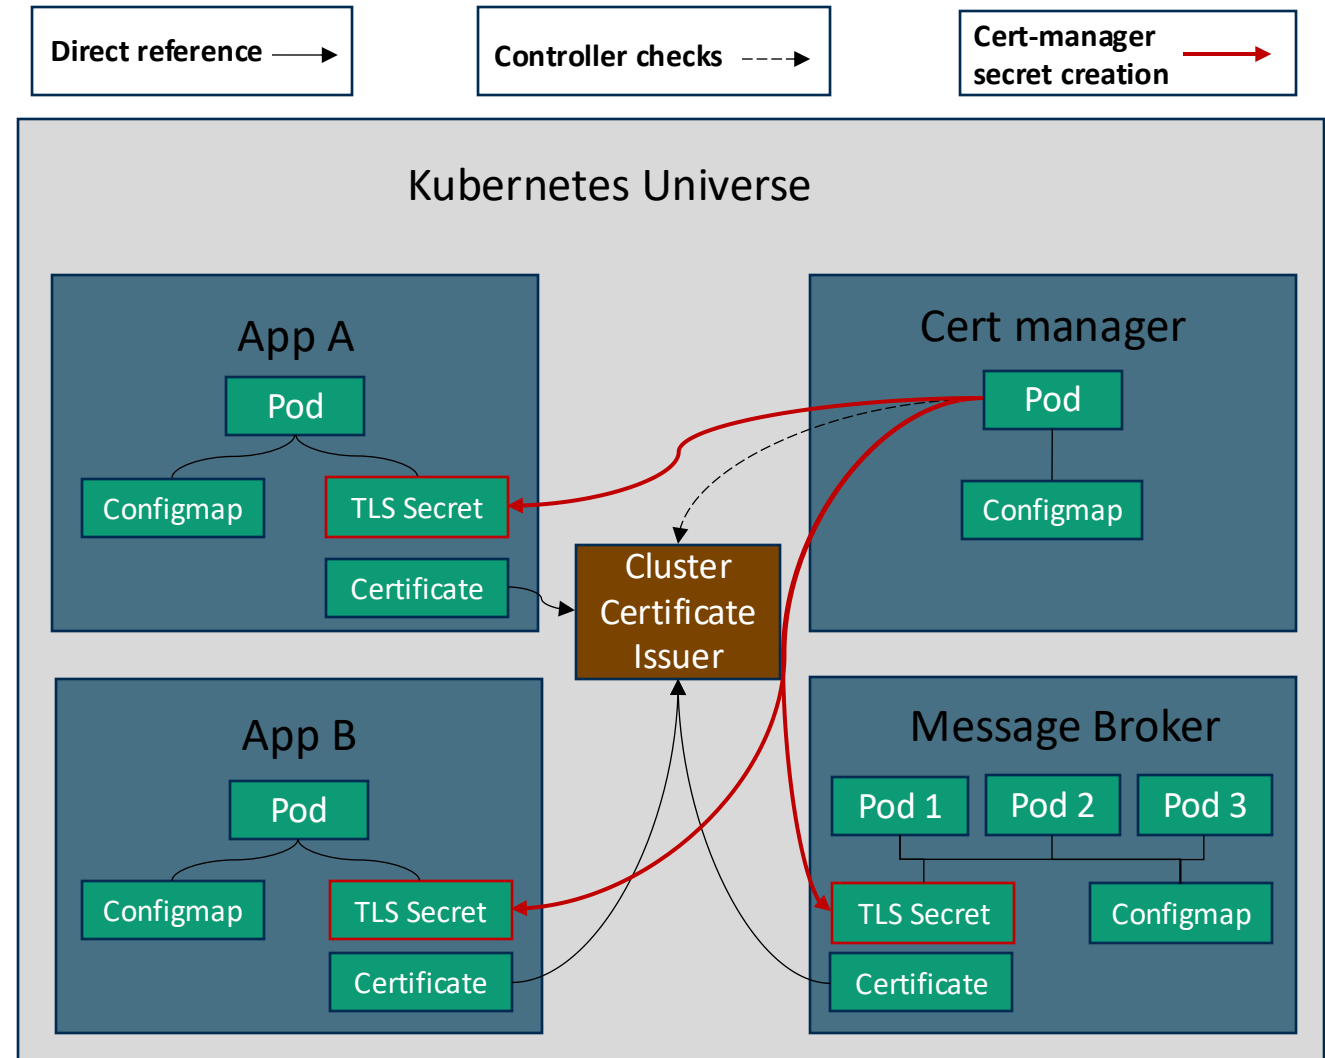 Direct reference
Controller checks
Cert-manager
secret creation
Kubernetes Universe
App A
Pod
Configmap
TLS Secret
Certificate
Cert manager
Pod
Configmap
Cluster
Certificate
Issuer
App B
Pod
Configmap
TLS Secret
Certificate
Message Broker
Pod 1
Pod 2
Pod 3
TLS Secret
Configmap
Certificate